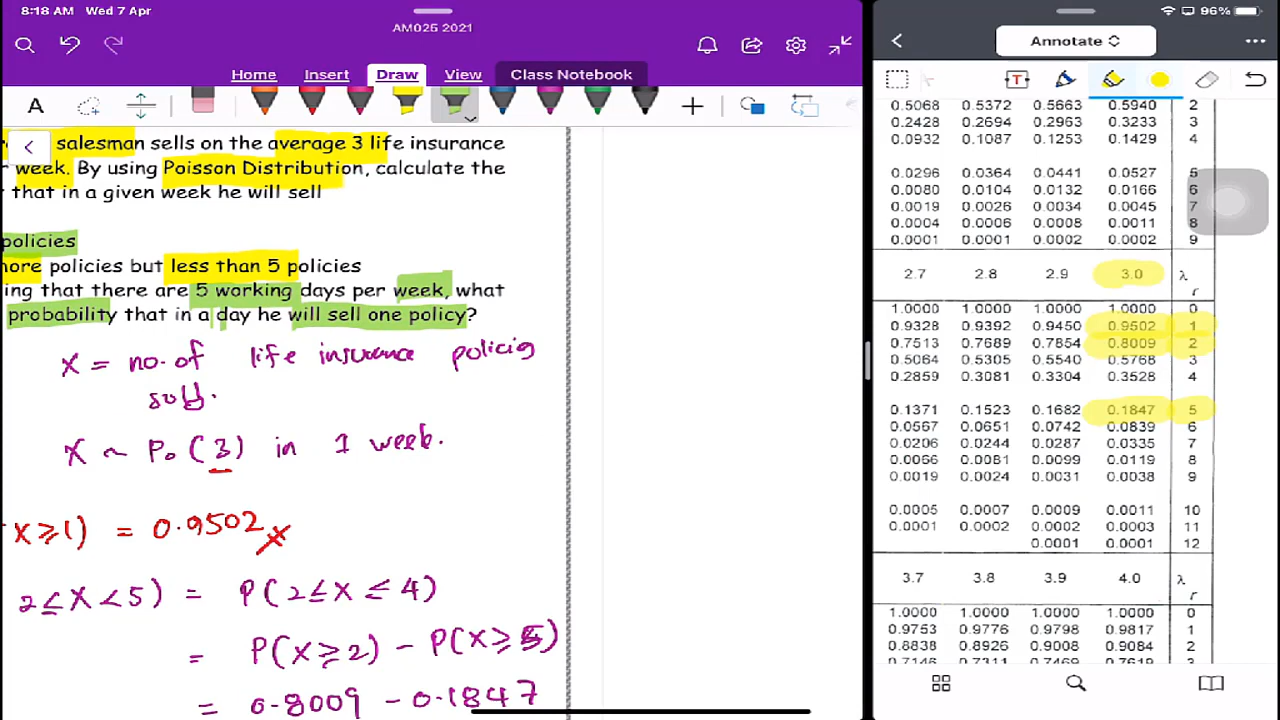 8:18 AM Wed 7 Apr
AM025 2021
Home Insert Draw View Class Notebook
salesman sells on the average 3 life insurance
week. By using Poisson Distribution, calculate the
that in a given week he will sell
policies
more policies but less than 5 policies
ing that there are 5 working days per week, what
probability that in a day he will sell one policy?
X = no. of life insurance policies
sold.
X ~ Po (3) in 1 week.
X ≥ 1) = 0.9502
2 ≤ X < 5) = P(2 ≤ X ≤ 4)
= P(X ≥ 2) - P(X ≥ 5)
= 0.8009 - 0.1847
96%
Annotate
0.5068 0.5372 0.5663 0.5940 2
0.2428 0.2694 0.2963 0.3233 3
0.0932 0.1087 0.1253 0.1429 4
0.0296 0.0364 0.0441 0.0527 5
0.0080 0.0104 0.0132 0.0166 6
0.0019 0.0026 0.0034 0.0045 7
0.0004 0.0006 0.0008 0.0011 8
0.0001 0.0001 0.0002 0.0002 9
2.7 2.8 2.9 3.0 λ
r
1.0000 1.0000 1.0000 1.0000 0
0.9328 0.9392 0.9450 0.9502 1
0.7513 0.7689 0.7854 0.8009 2
0.5064 0.5305 0.5540 0.5768 3
0.2859 0.3081 0.3304 0.3528 4
0.1371 0.1523 0.1682 0.1847 5
0.0567 0.0651 0.0742 0.0839 6
0.0206 0.0244 0.0287 0.0335 7
0.0066 0.0081 0.0099 0.0119 8
0.0019 0.0024 0.0031 0.0038 9
0.0005 0.0007 0.0009 0.0011 10
0.0001 0.0002 0.0002 0.0003 11
0.0001 0.0001 12
3.7 3.8 3.9 4.0 λ
r
1.0000 1.0000 1.0000 1.0000 0
0.9753 0.9776 0.9798 0.9817 1
0.8838 0.8926 0.9008 0.9084 2
0.7146 0.7311 0.7469 0.7619 3